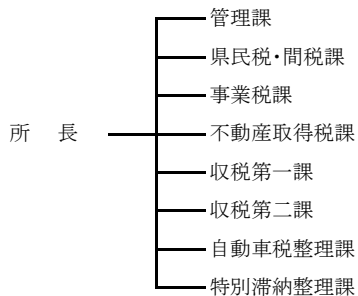 管理課
県民税・間税課
事業税課
所　長
不動産取得税課
収税第一課
収税第二課
自動車税整理課
特別滞納整理課